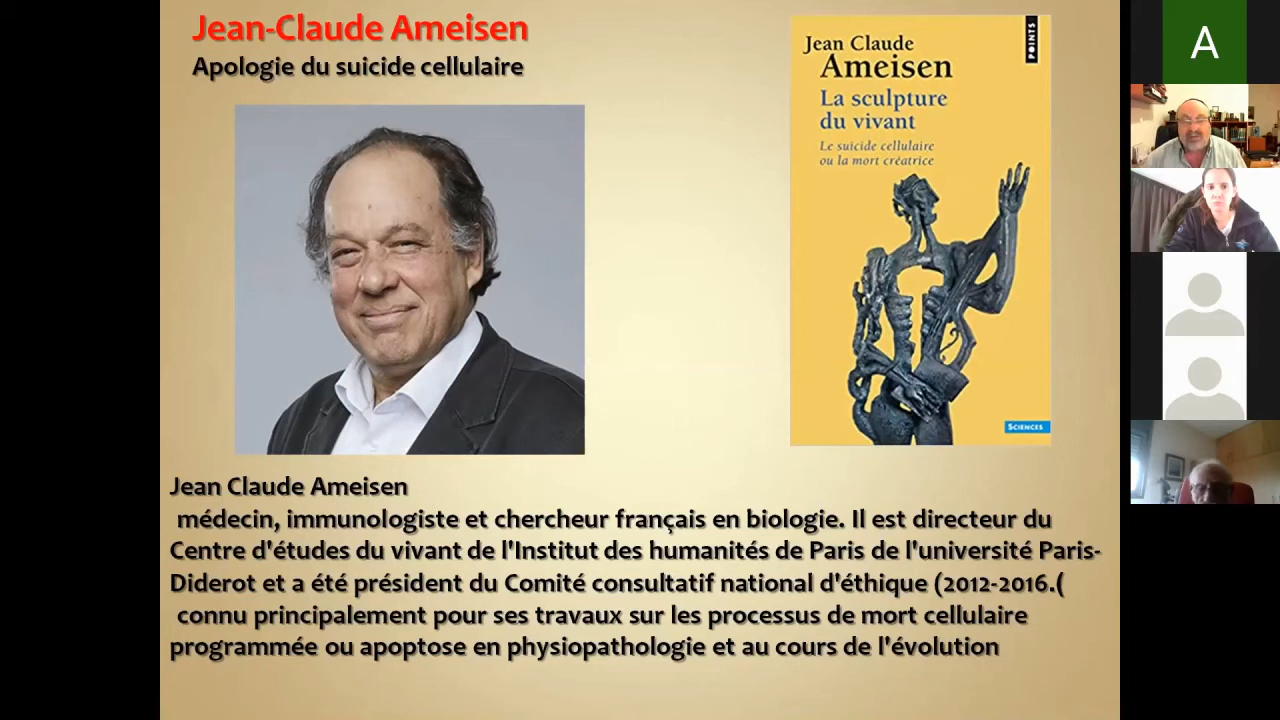 Jean-Claude Ameisen
Apologie du suicide cellulaire
POINTS
Jean Claude
Ameisen
La sculpture
du vivant
Le suicide cellulaire
ou la mort créatrice
SCIENCES
Jean Claude Ameisen
médecin, immunologiste et chercheur français en biologie. Il est directeur du
Centre d'études du vivant de l'Institut des humanités de Paris de l'université Paris-
Diderot et a été président du Comité consultatif national d'éthique (2012-2016.(
connu principalement pour ses travaux sur les processus de mort cellulaire
programmée ou apoptose en physiopathologie et au cours de l'évolution
A